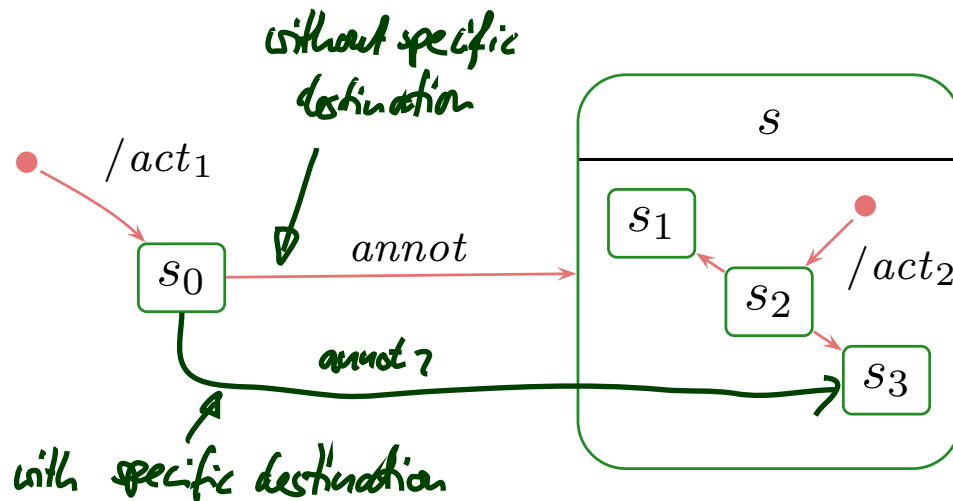 without specific
destination
s
/act₁
s₁
annot
s₀
/act₂
s₂
annot?
s₃
with specific destination